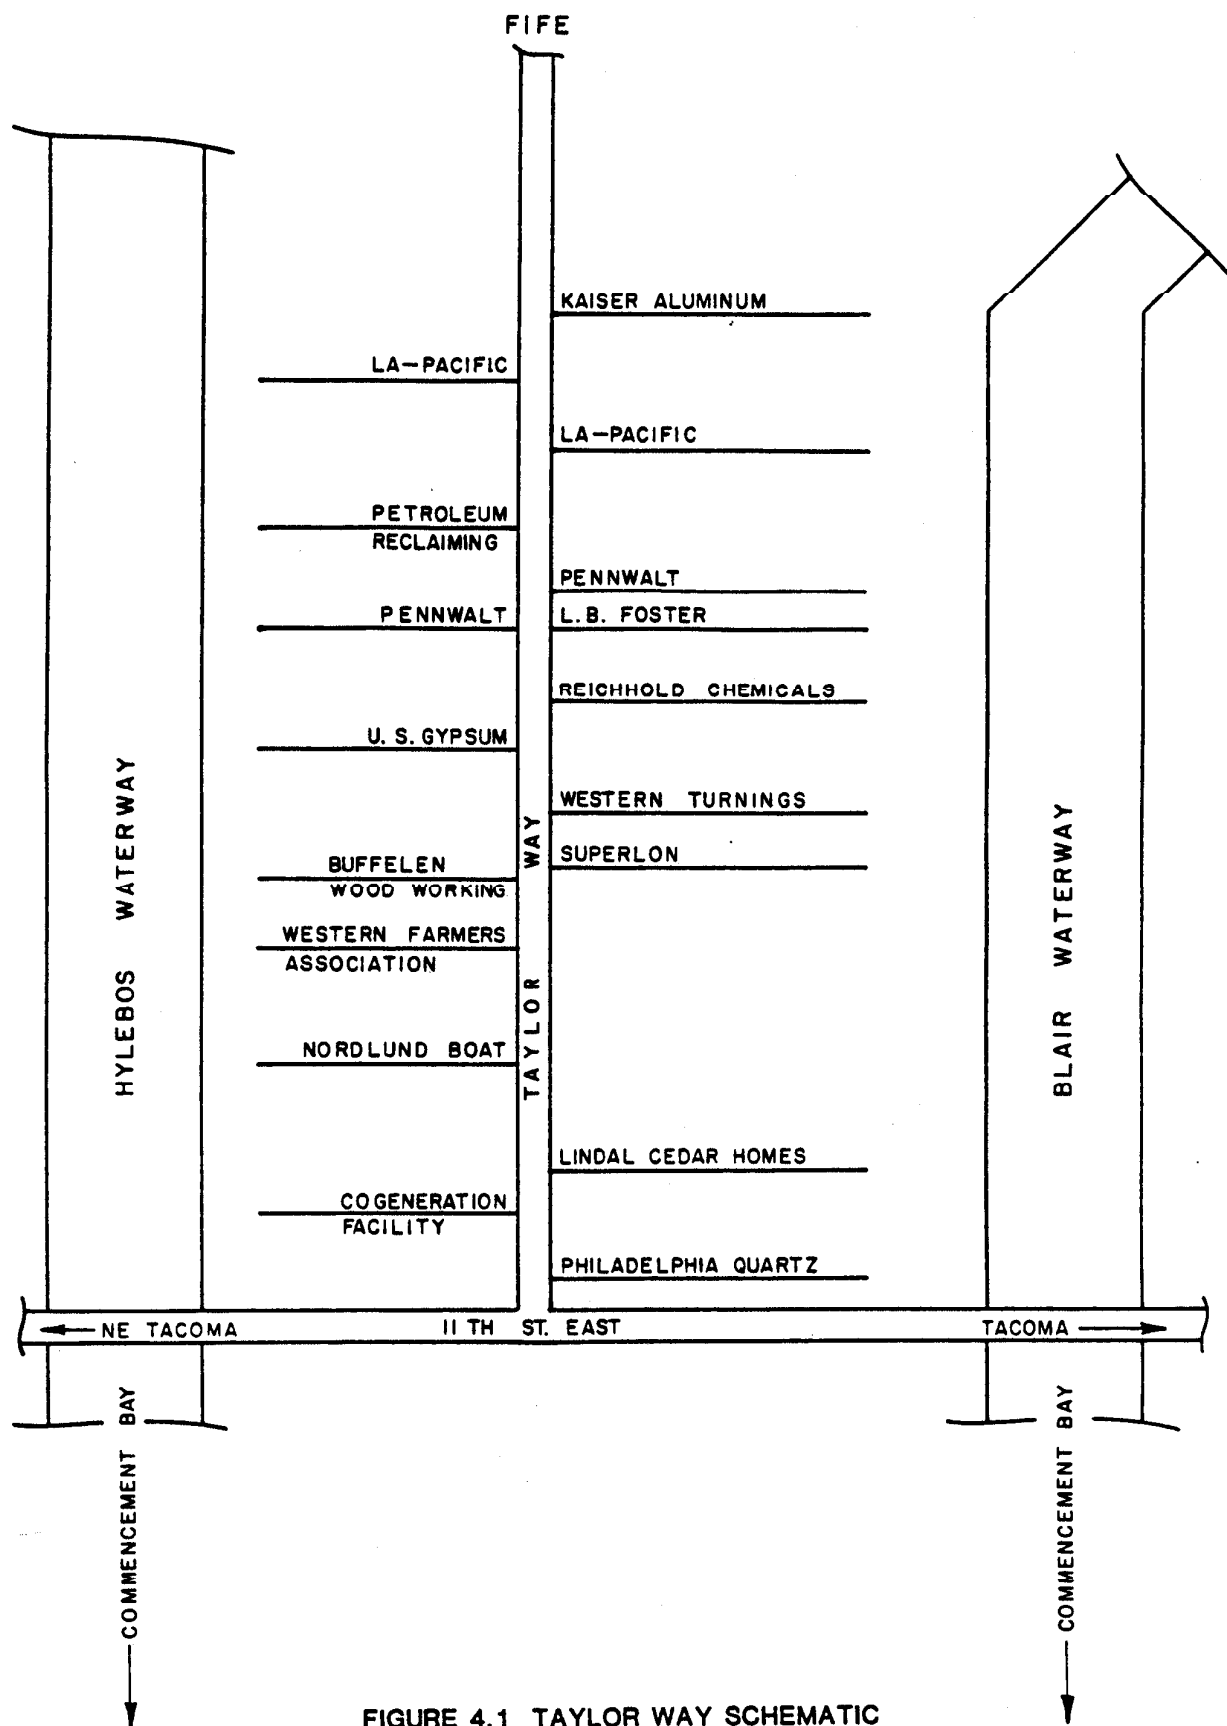 FIFE
KAISER ALUMINUM
LA-PACIFIC
LA-PACIFIC
PETROLEUM
RECLAIMING
PENNWALT
PENNWALT
L.B. FOSTER
REICHHOLD CHEMICALS
U.S. GYPSUM
WESTERN TURNINGS
SUPERLON
BUFFELEN
WOOD WORKING
WESTERN FARMERS
ASSOCIATION
NORDLUND BOAT
LINDAL CEDAR HOMES
COGENERATION
FACILITY
PHILADELPHIA QUARTZ
HYLEBOS WATERWAY
TAYLOR WAY
BLAIR WATERWAY
NE TACOMA
11 TH ST. EAST
TACOMA
COMMENCEMENT BAY
COMMENCEMENT BAY
FIGURE 4.1 TAYLOR WAY SCHEMATIC